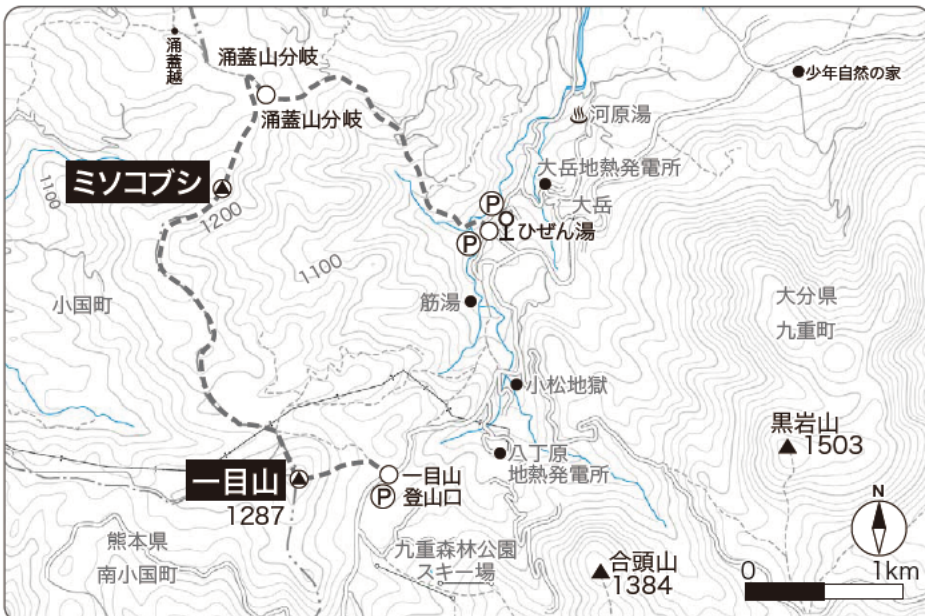 涌蓋越
涌蓋山分岐
涌蓋山分岐
少年自然の家
河原湯
大岳地熱発電所
大岳
ミソコブシ
1100
1200
P
P
ひぜん湯
1100
小国町
筋湯
大分県
九重町
小松地獄
黒岩山
1503
八丁原
地熱発電所
一目山
1287
一目山
P 登山口
熊本県
南小国町
九重森林公園
スキー場
合頭山
1384
N
0 1km